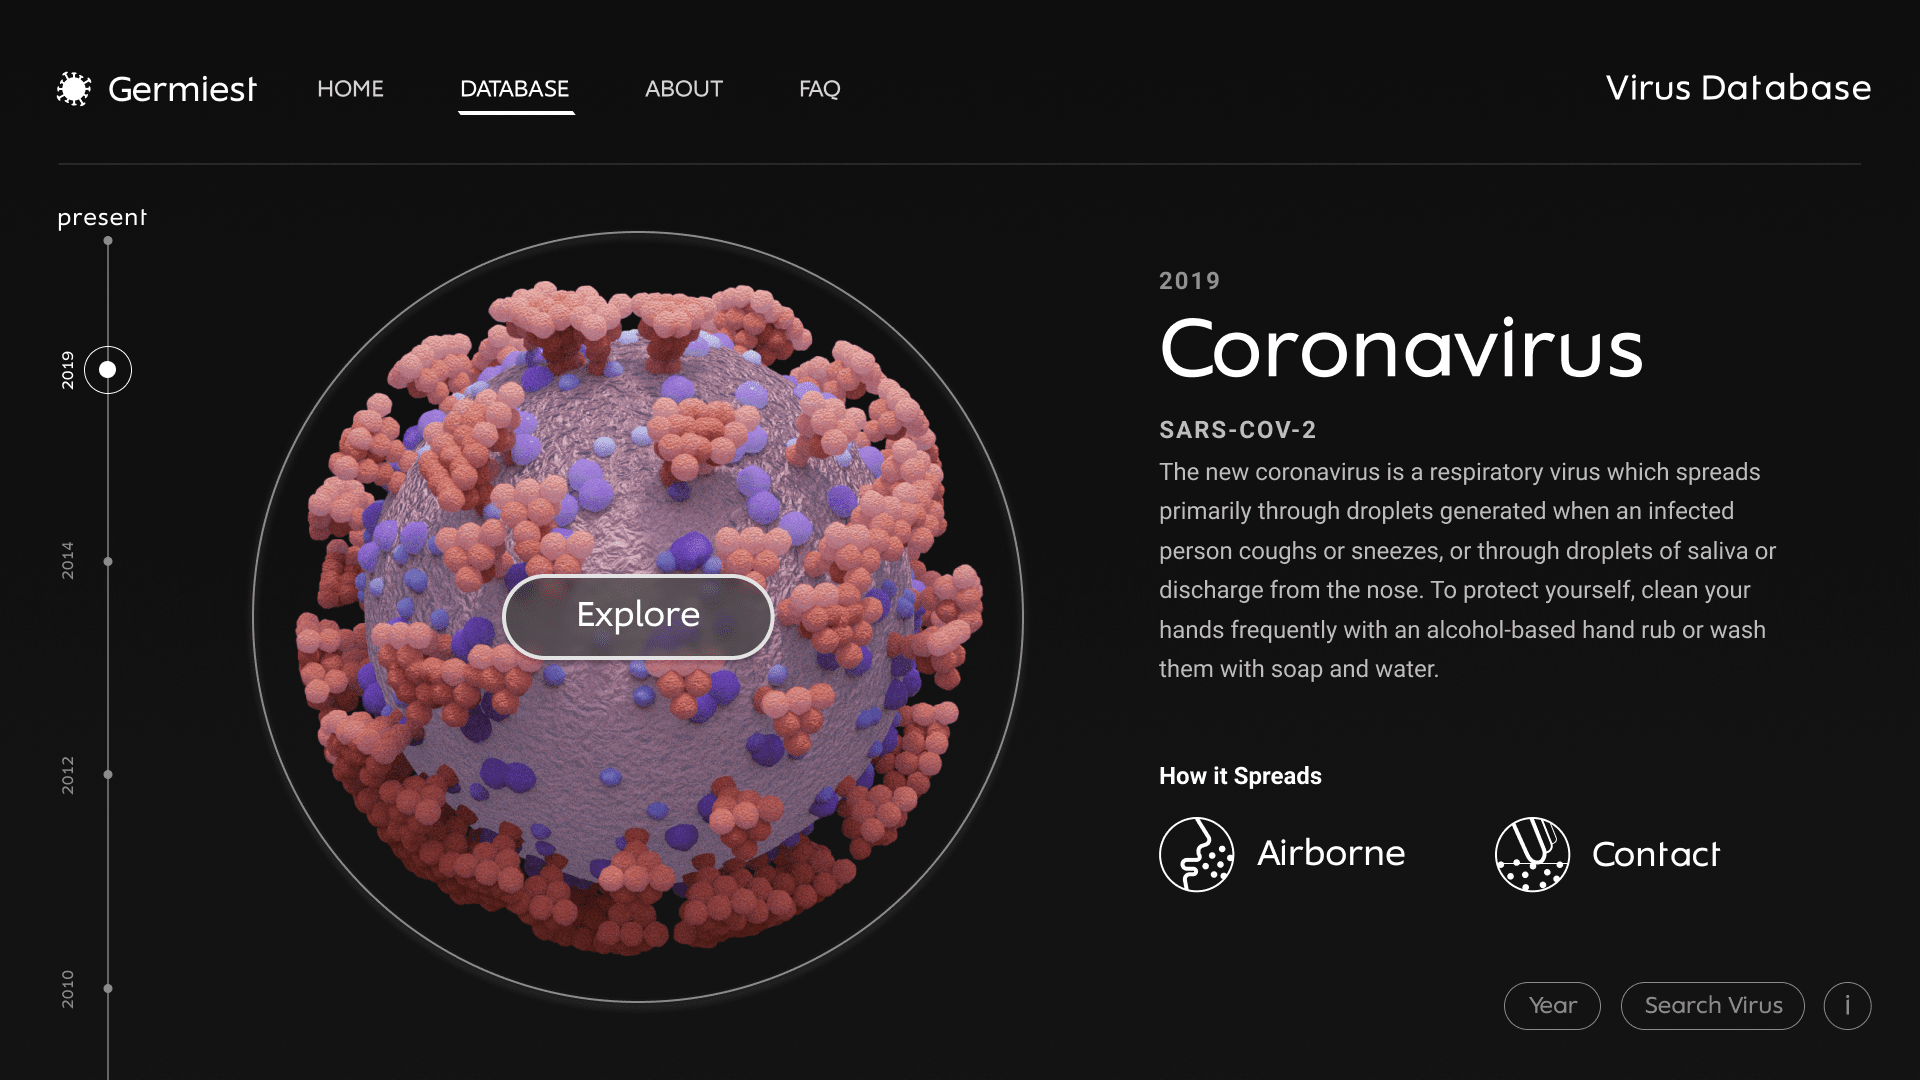 Germiest
HOME
DATABASE
ABOUT
FAQ
Virus Database
present
2019
2014
2012
2010
Explore
2019
Coronavirus
SARS-COV-2
The new coronavirus is a respiratory virus which spreads
primarily through droplets generated when an infected
person coughs or sneezes, or through droplets of saliva or
discharge from the nose. To protect yourself, clean your
hands frequently with an alcohol-based hand rub or wash
them with soap and water.
How it Spreads
Airborne
Contact
Year
Search Virus
i